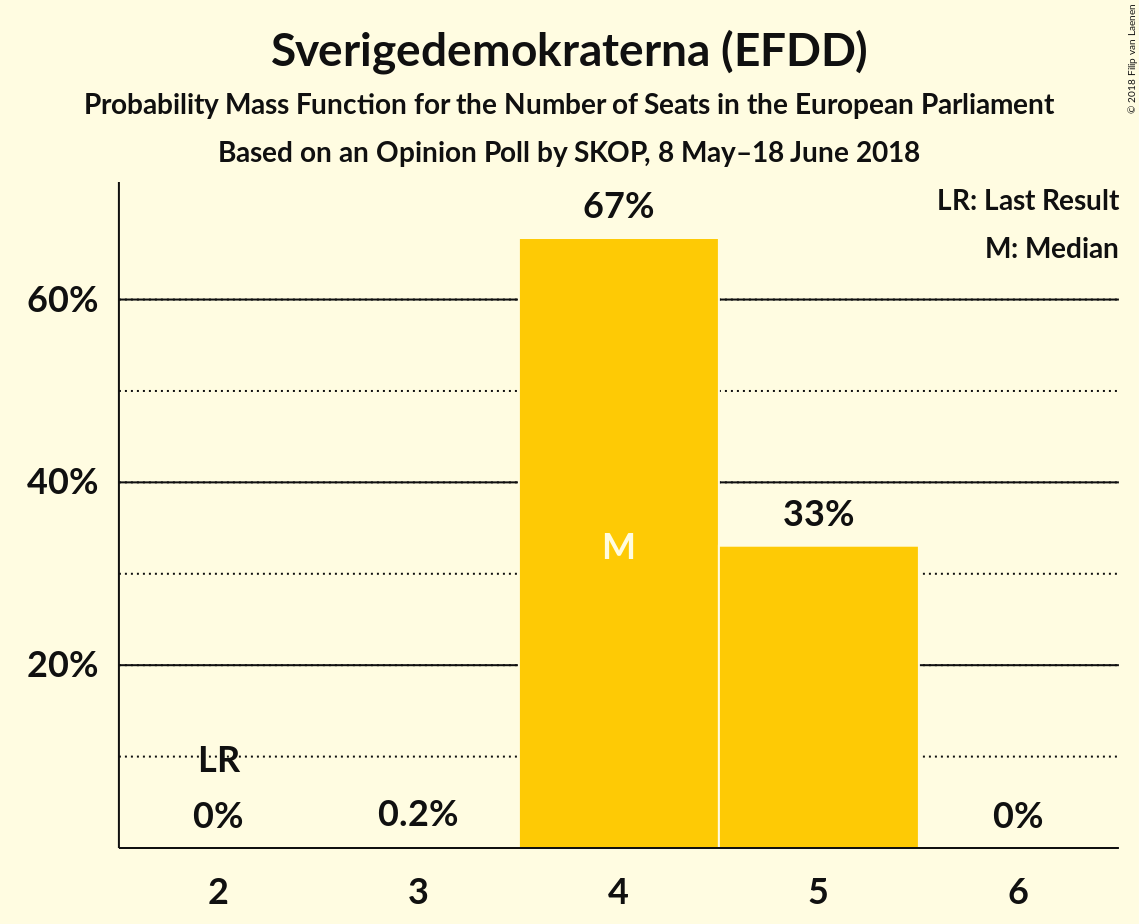 Sverigedemokraterna (EFDD)
Probability Mass Function for the Number of Seats in the European Parliament
Based on an Opinion Poll by SKOP, 8 May–18 June 2018
© 2018 Filip van Laenen
LR: Last Result
M: Median
67%
60%
40%
33%
M
20%
LR
0%
0.2%
0%
2 3 4 5 6